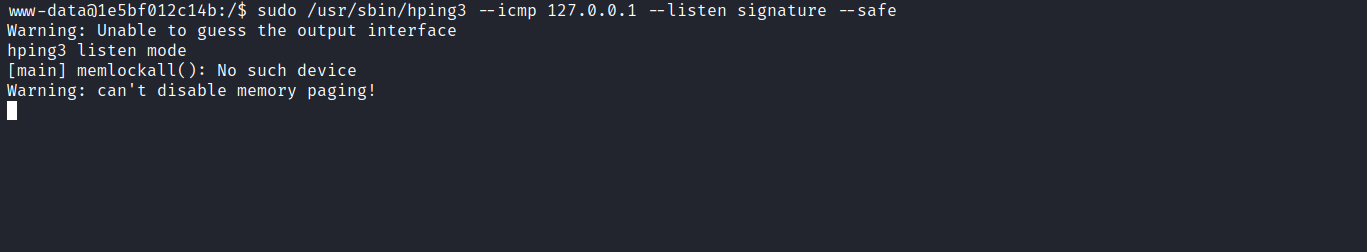 www-data@1e5bf012c14b:/$ sudo /usr/sbin/hping3 --icmp 127.0.0.1 --listen signature --safe
Warning: Unable to guess the output interface
hping3 listen mode
[main] memlockall(): No such device
Warning: can't disable memory paging!